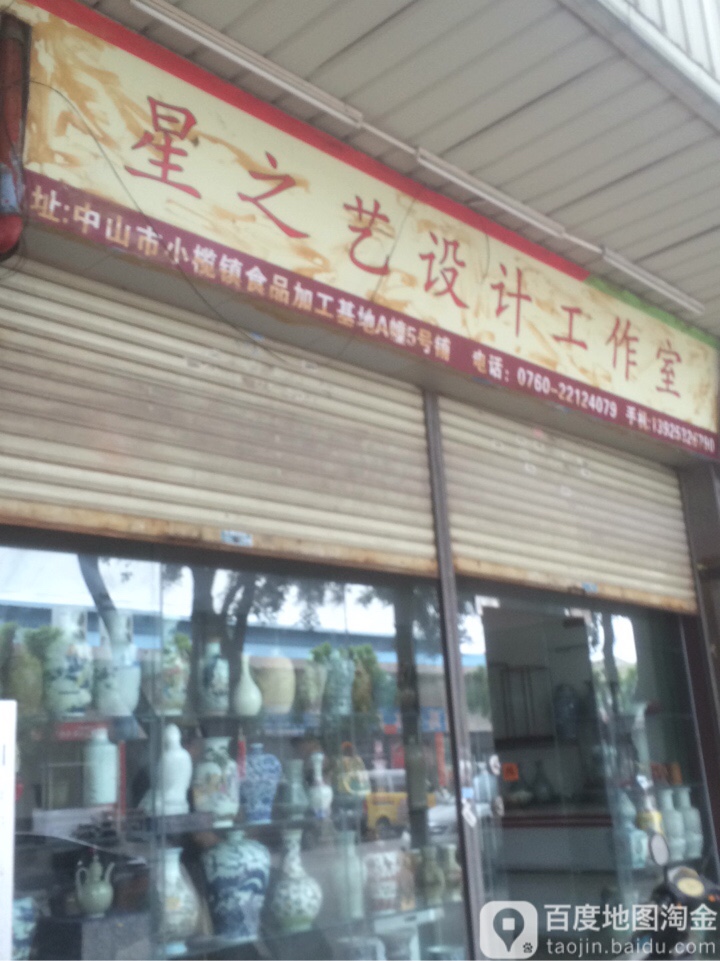 星之艺设计工作室
址:中山市小榄镇食品加工基地A幢5号铺 电话: 0760-22124079 手机:13925326790
百度地图淘金
taojin.baidu.com